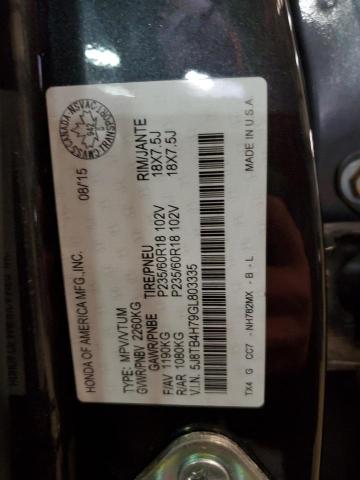 HONDA OF AMERICA MFG.,INC. 08/'15
TYPE: MPV/VTUM
GVWR/PNBV 2260KG
GAWR/PNBE TIRE/PNEU RIM/JANTE
F/AV 1190KG P235/60R18 102V 18X7.5J
R/AR 1080KG P235/60R18 102V 18X7.5J
V.I.N. 5J8TB4H79GL803335
TX4 G CC7 - NH782MX - B - L MADE IN U.S.A.